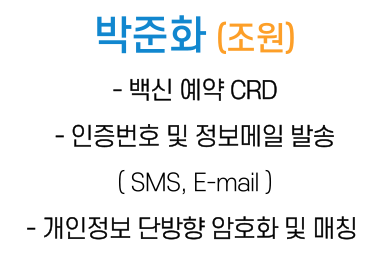 박준화 (조원)
- 백신 예약 CRD
- 인증번호 및 정보메일 발송
( SMS, E-mail )
- 개인정보 단방향 암호화 및 매칭